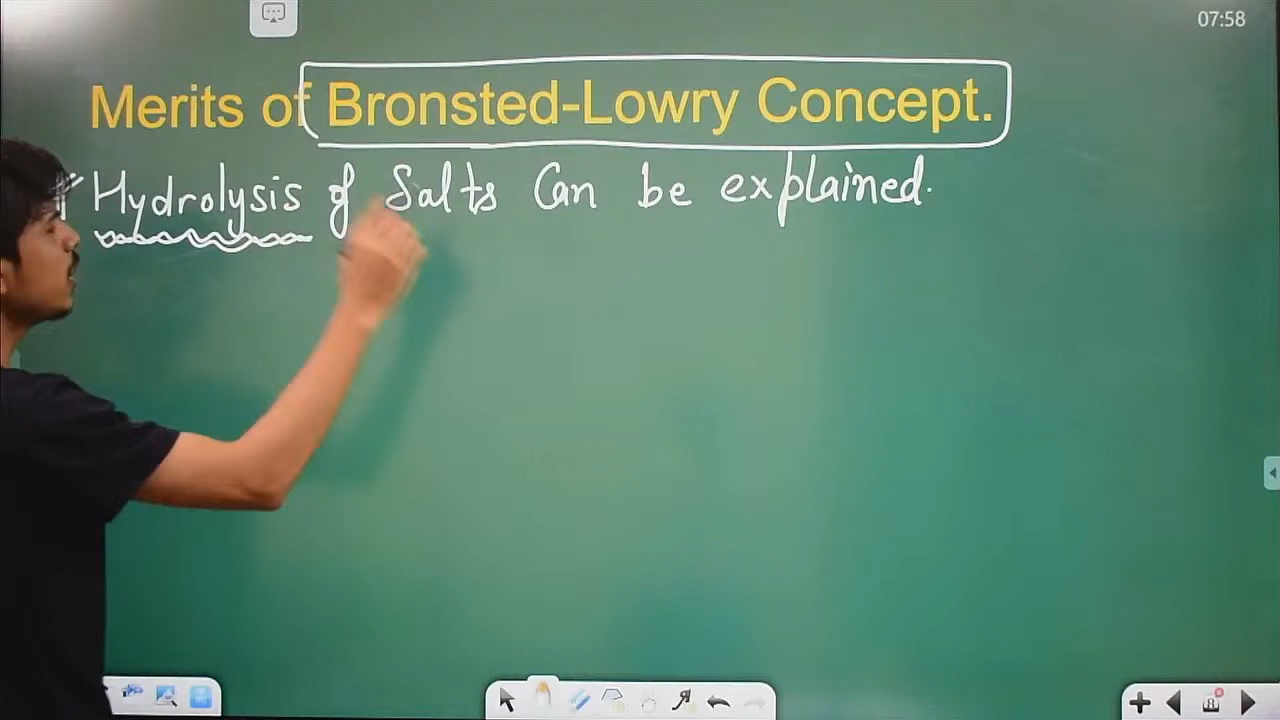 07:58
Merits of Bronsted-Lowry Concept.
Hydrolysis of Salts Can be explained.